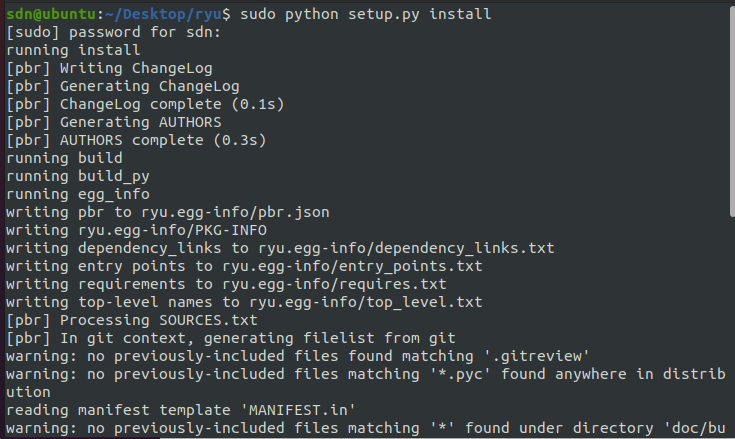 sdn@ubuntu:~/Desktop/ryu$ sudo python setup.py install
[sudo] password for sdn:
running install
[pbr] Writing ChangeLog
[pbr] Generating ChangeLog
[pbr] ChangeLog complete (0.1s)
[pbr] Generating AUTHORS
[pbr] AUTHORS complete (0.3s)
running build
running build_py
running egg_info
writing pbr to ryu.egg-info/pbr.json
writing ryu.egg-info/PKG-INFO
writing dependency_links to ryu.egg-info/dependency_links.txt
writing entry points to ryu.egg-info/entry_points.txt
writing requirements to ryu.egg-info/requires.txt
writing top-level names to ryu.egg-info/top_level.txt
[pbr] Processing SOURCES.txt
[pbr] In git context, generating filelist from git
warning: no previously-included files found matching '.gitreview'
warning: no previously-included files matching '*.pyc' found anywhere in distrib
ution
reading manifest template 'MANIFEST.in'
warning: no previously-included files matching '*' found under directory 'doc/bu